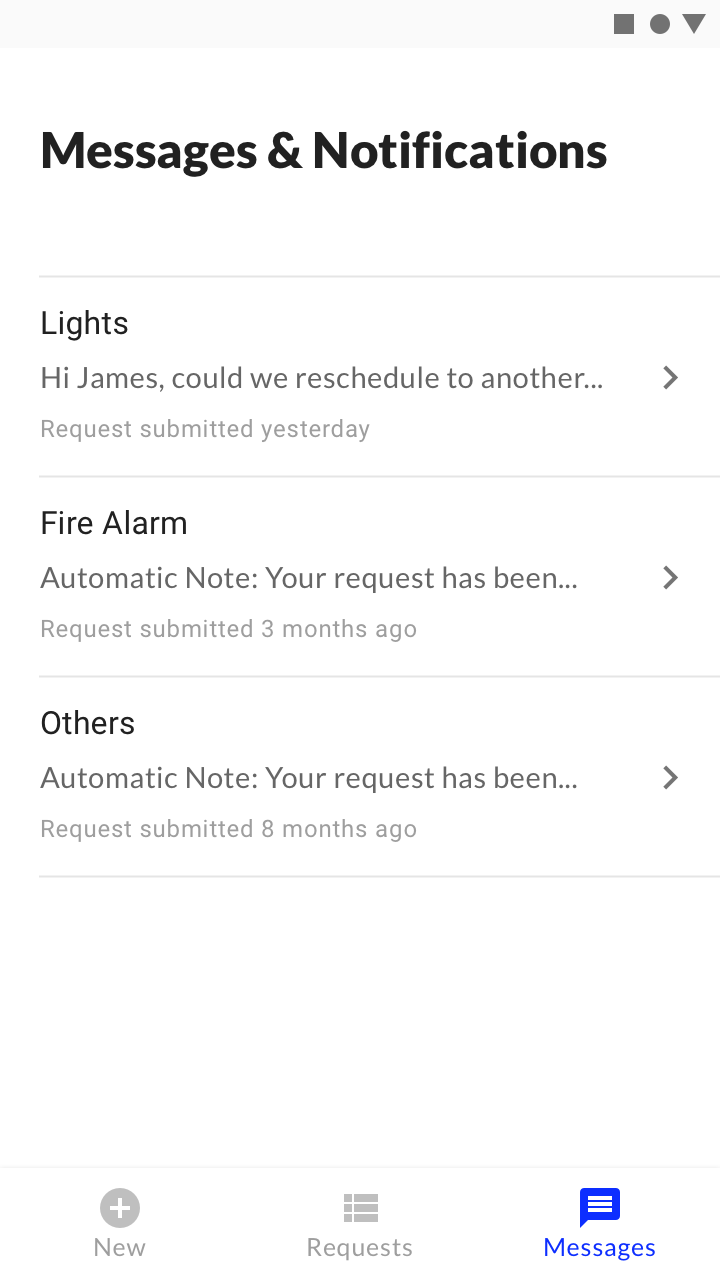 Messages & Notifications
Lights
Hi James, could we reschedule to another...
Request submitted yesterday
Fire Alarm
Automatic Note: Your request has been...
Request submitted 3 months ago
Others
Automatic Note: Your request has been...
Request submitted 8 months ago
New
Requests
Messages